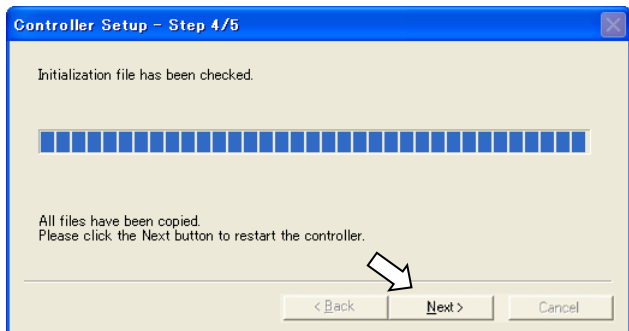 Controller Setup - Step 4/5
Initialization file has been checked.
All files have been copied.
Please click the Next button to restart the controller.
< Back
Next >
Cancel